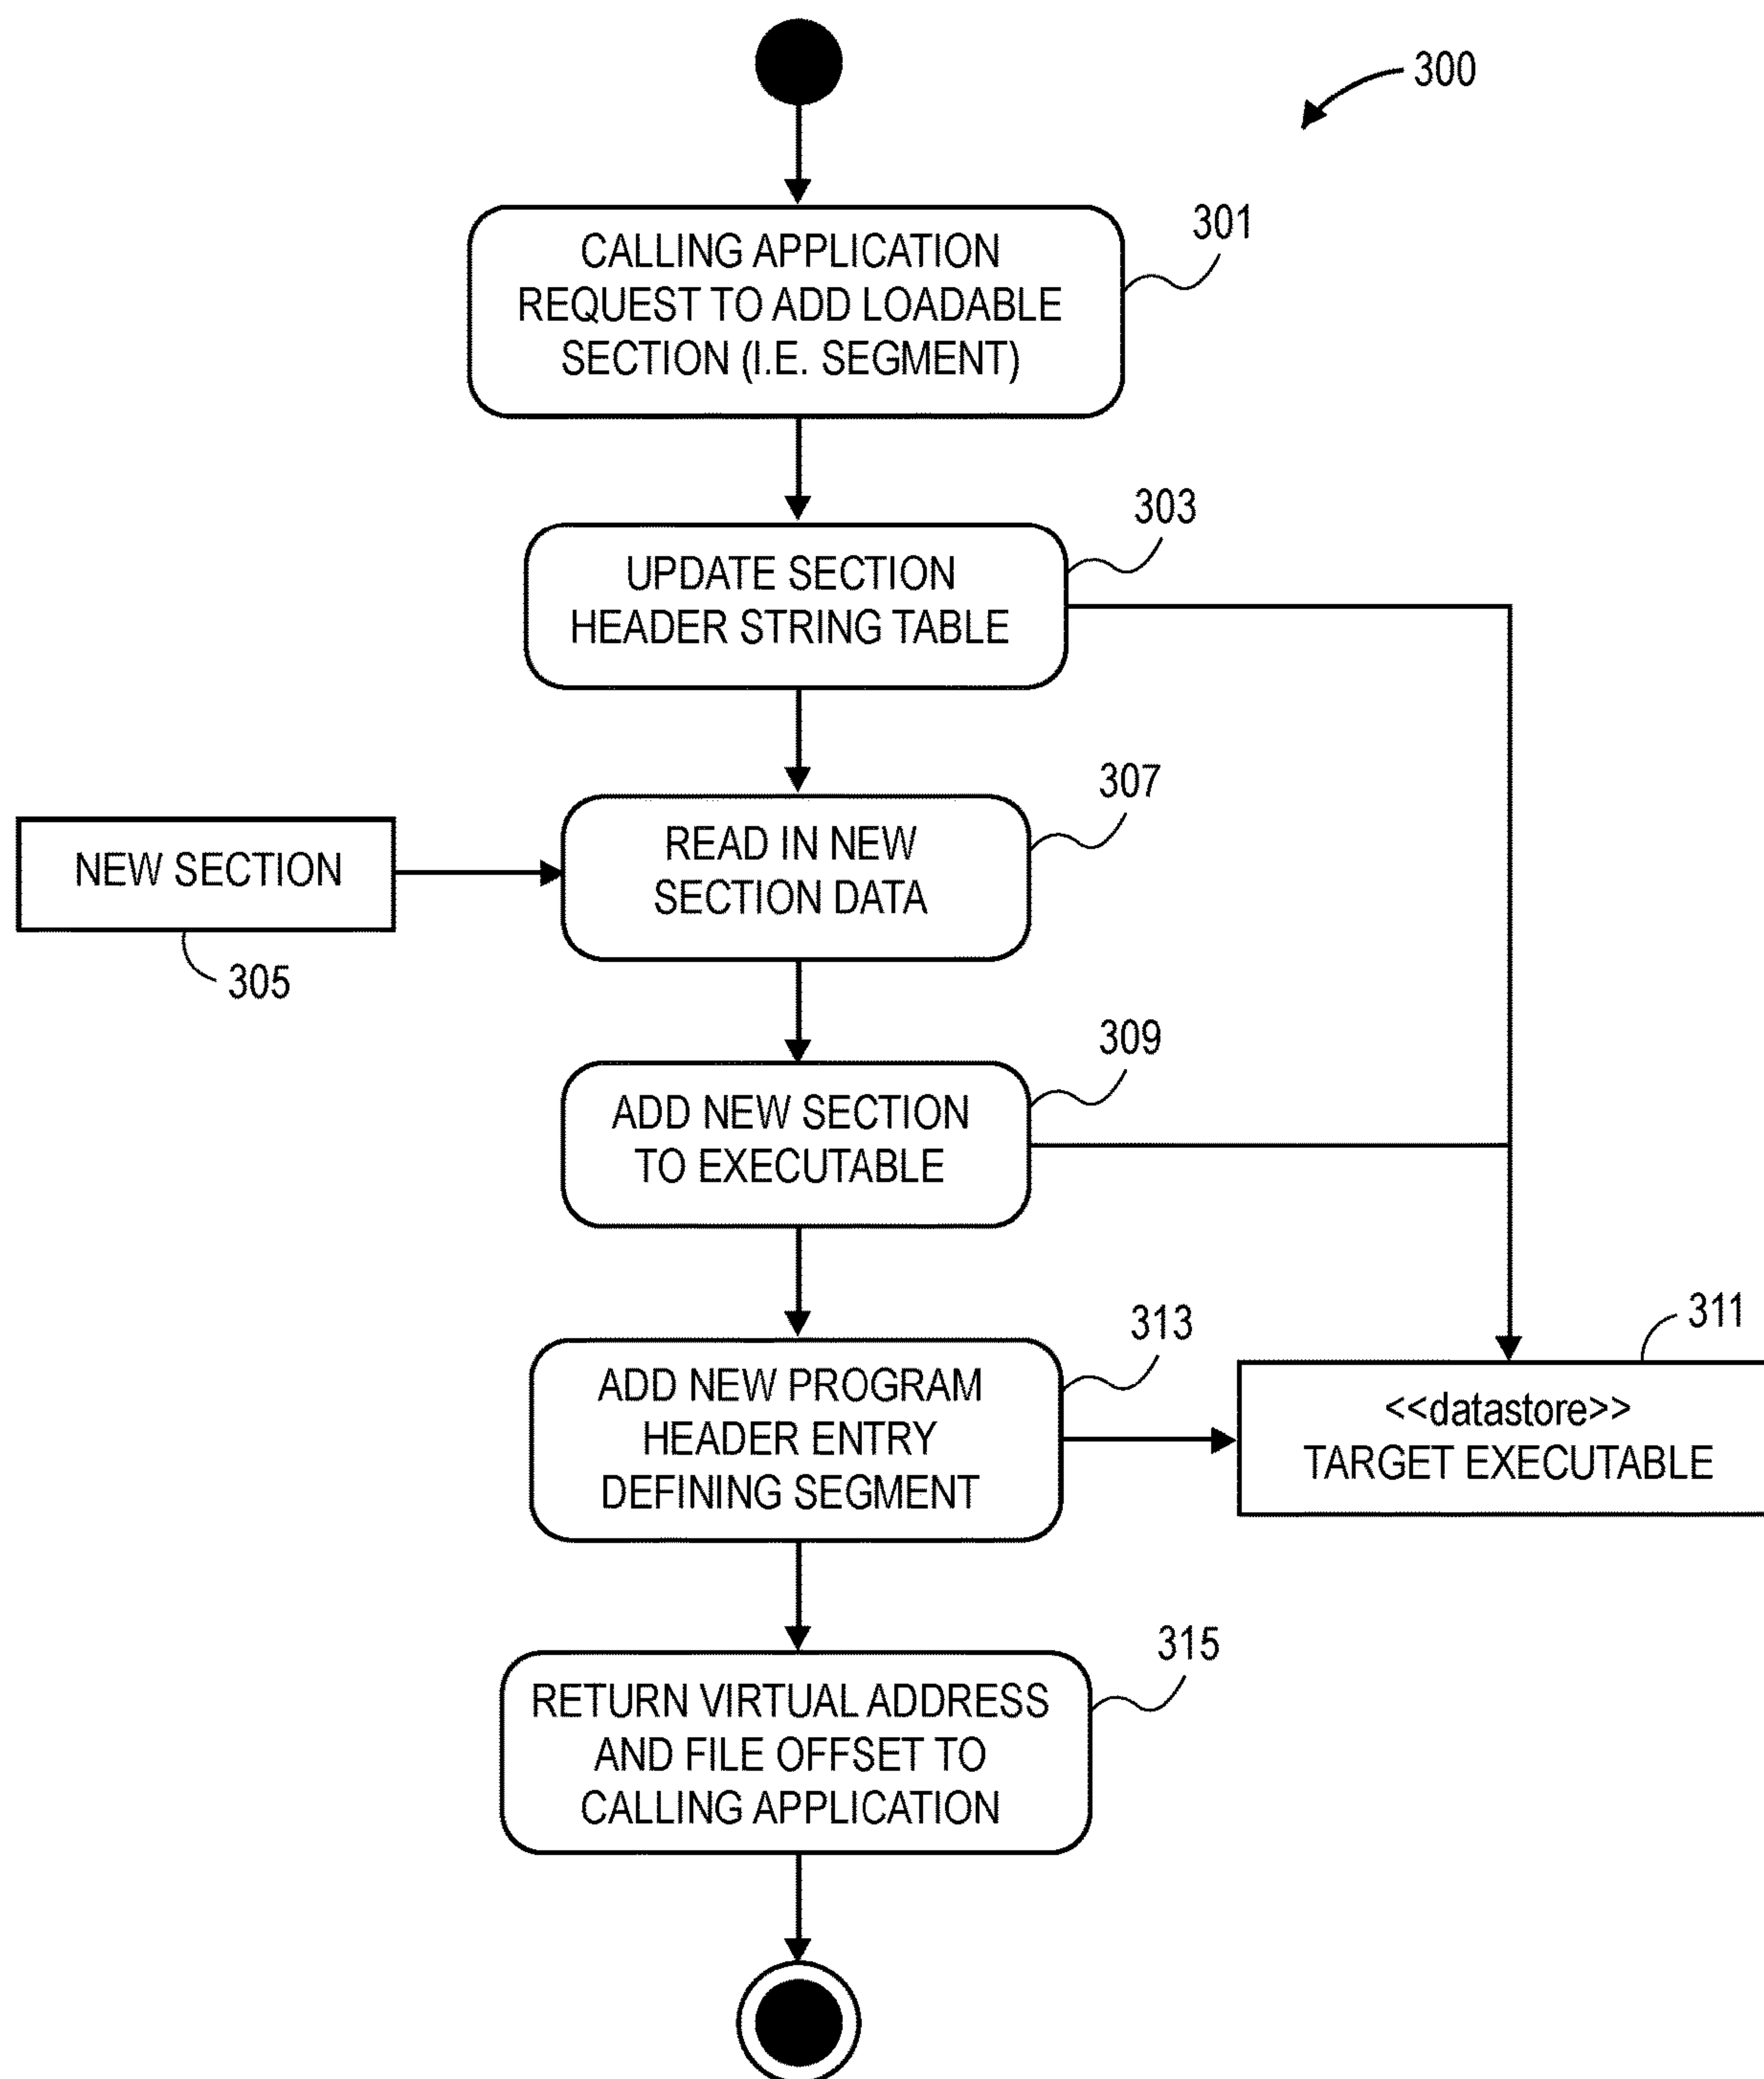 300
301
CALLING APPLICATION
REQUEST TO ADD LOADABLE
SECTION (I.E. SEGMENT)
303
UPDATE SECTION
HEADER STRING TABLE
307
READ IN NEW
SECTION DATA
NEW SECTION
305
309
ADD NEW SECTION
TO EXECUTABLE
313
ADD NEW PROGRAM
HEADER ENTRY
DEFINING SEGMENT
311
<<datastore>>
TARGET EXECUTABLE
315
RETURN VIRTUAL ADDRESS
AND FILE OFFSET TO
CALLING APPLICATION